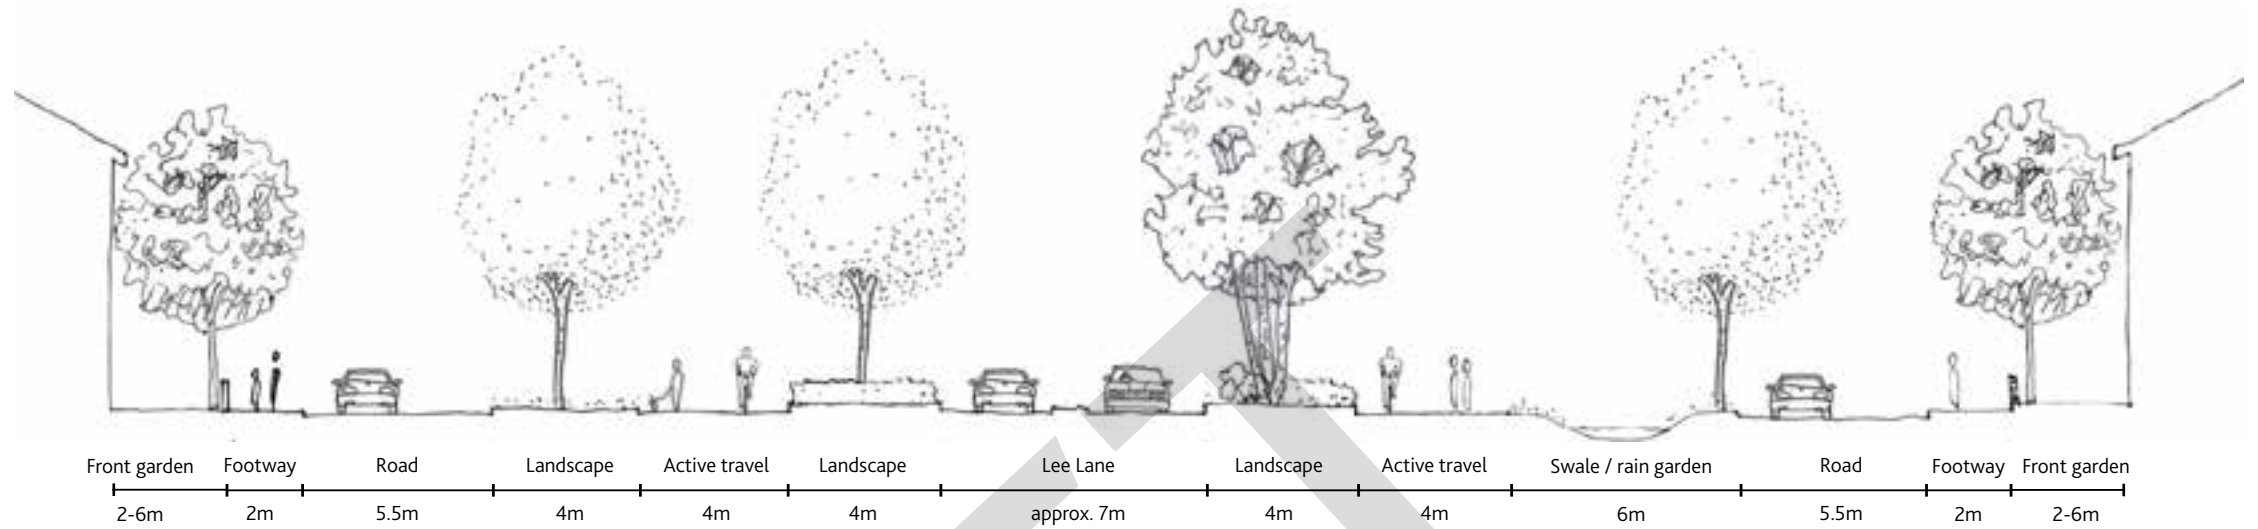 Front garden Footway Road Landscape Active travel Landscape Lee Lane Landscape Active travel Swale / rain garden Road Footway Front garden
2-6m 2m 5.5m 4m 4m 4m approx. 7m 4m 4m 6m 5.5m 2m 2-6m